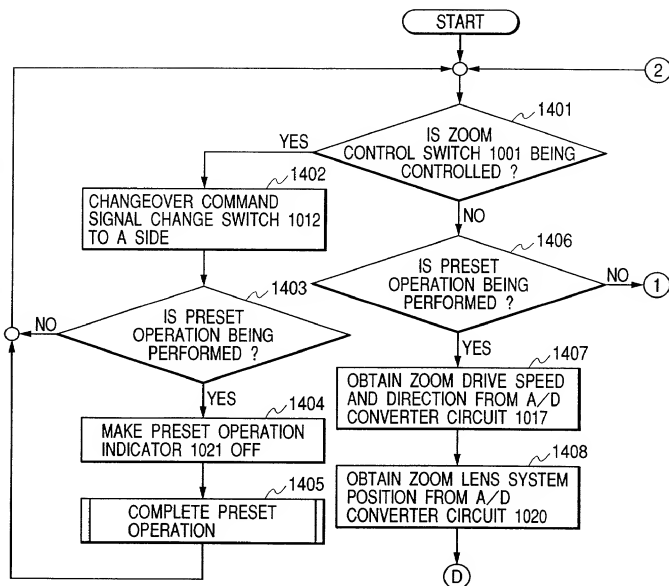 START
2
1401
IS ZOOM
CONTROL SWITCH 1001 BEING
CONTROLLED ?
YES
NO
1402
CHANGEOVER COMMAND
SIGNAL CHANGE SWITCH 1012
TO A SIDE
1403
IS PRESET
OPERATION BEING
PERFORMED ?
NO
YES
1404
MAKE PRESET OPERATION
INDICATOR 1021 OFF
1405
COMPLETE PRESET
OPERATION
1406
IS PRESET
OPERATION BEING
PERFORMED ?
NO
1
YES
1407
OBTAIN ZOOM DRIVE SPEED
AND DIRECTION FROM A/D
CONVERTER CIRCUIT 1017
1408
OBTAIN ZOOM LENS SYSTEM
POSITION FROM A/D
CONVERTER CIRCUIT 1020
D